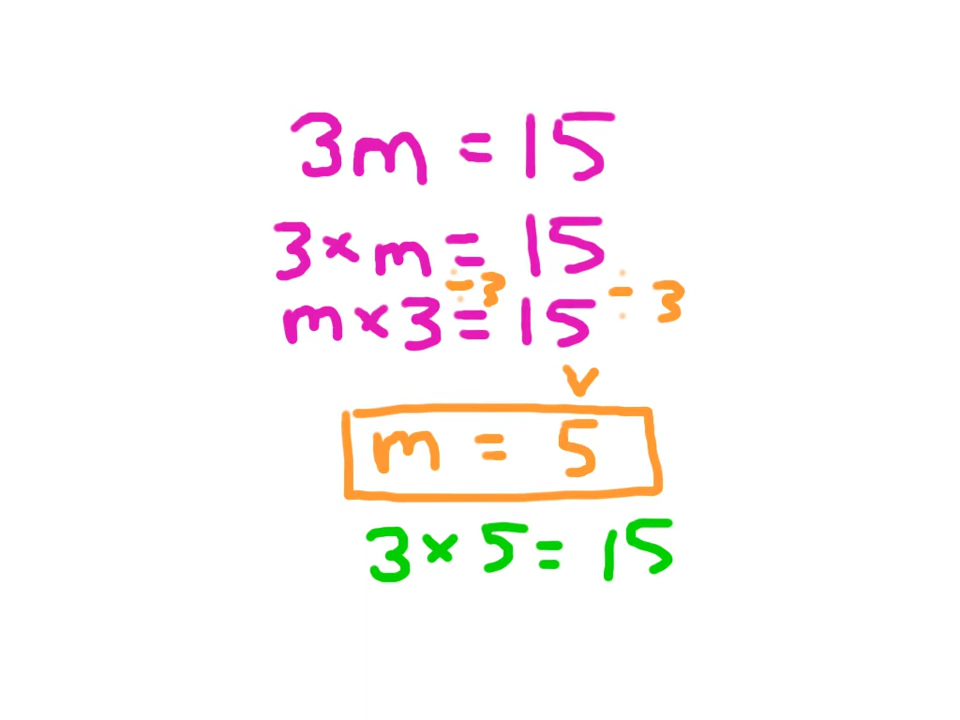 3m = 15
3 × m = 15
÷ 3 ÷ 3
m × 3 = 15
m = 5
3 × 5 = 15